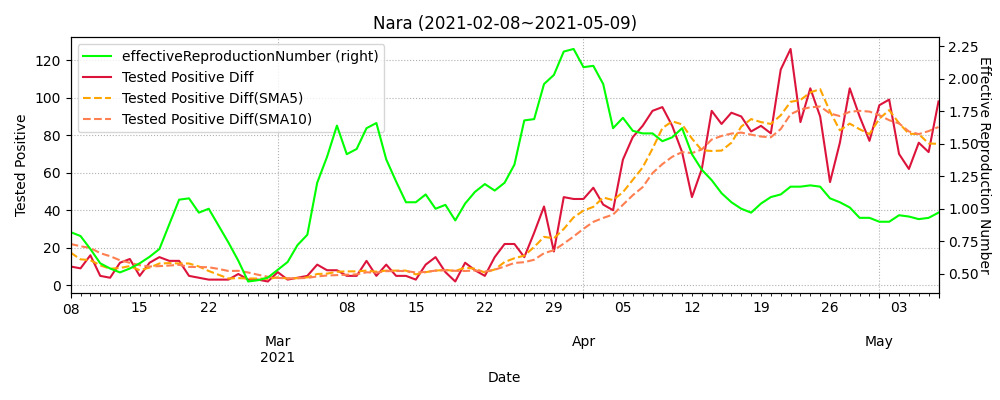 Nara (2021-02-08~2021-05-09)
effectiveReproductionNumber (right)
Tested Positive Diff
Tested Positive Diff(SMA5)
Tested Positive Diff(SMA10)
Tested Positive
120
100
80
60
40
20
0
2.25
2.00
1.75
1.50
1.25
1.00
0.75
0.50
Effective Reproduction Number
08 15 22 08 15 22 29 05 12 19 26 03
Mar Apr May
2021
Date